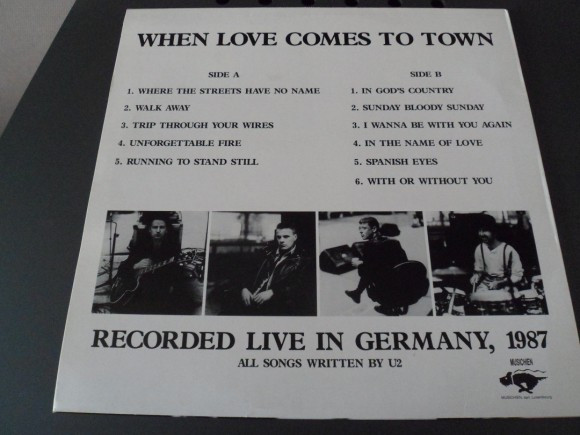 WHEN LOVE COMES TO TOWN
SIDE A
1. WHERE THE STREETS HAVE NO NAME
2. WALK AWAY
3. TRIP THROUGH YOUR WIRES
4. UNFORGETTABLE FIRE
5. RUNNING TO STAND STILL
SIDE B
1. IN GOD'S COUNTRY
2. SUNDAY BLOODY SUNDAY
3. I WANNA BE WITH YOU AGAIN
4. IN THE NAME OF LOVE
5. SPANISH EYES
6. WITH OR WITHOUT YOU
RECORDED LIVE IN GERMANY, 1987
ALL SONGS WRITTEN BY U2
MUSICHIEN